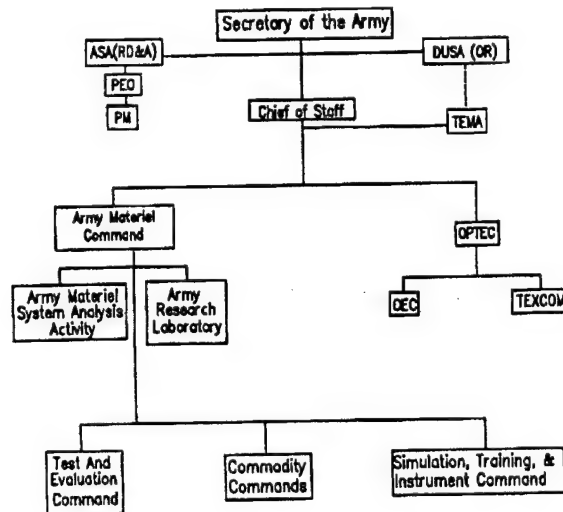 Secretary of the Army
ASA(RD&A)
DUSA (OR)
PEO
PM
Chief of Staff
TEMA
Army Materiel
Command
OPTEC
Army Materiel
System Analysis
Activity
Army
Research
Laboratory
OEC
TEXCOM
Test And
Evaluation
Command
Commodity
Commands
Simulation, Training, &
Instrument Command